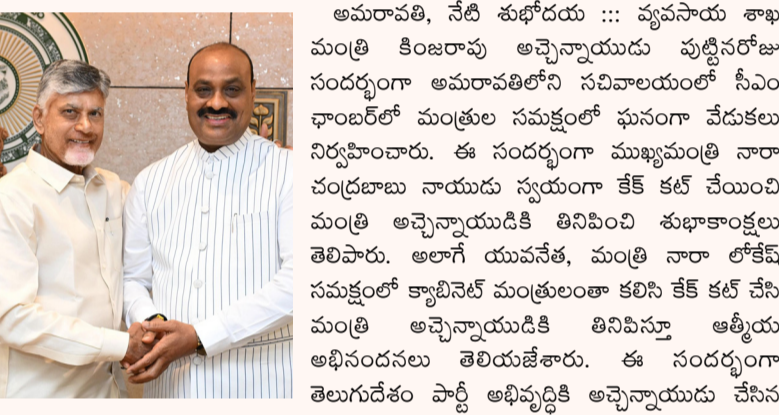 అమరావతి, నేటి శుభోదయ ::: వ్యవసాయ శాఖ
మంత్రి కింజరాపు అచ్చెన్నాయుడు పుట్టినరోజు
సందర్భంగా అమరావతిలోని సచివాలయంలో సీఎం
ఛాంబర్‌లో మంత్రుల సమక్షంలో ఘనంగా వేడుకలు
నిర్వహించారు. ఈ సందర్భంగా ముఖ్యమంత్రి నారా
చంద్రబాబు నాయుడు స్వయంగా కేక్ కట్ చేయించి
మంత్రి అచ్చెన్నాయుడికి తినిపించి శుభాకాంక్షలు
తెలిపారు. అలాగే యువనేత, మంత్రి నారా లోకేష్
సమక్షంలో క్యాబినెట్ మంత్రులంతా కలిసి కేక్ కట్ చేసి
మంత్రి అచ్చెన్నాయుడికి తినిపిస్తూ ఆత్మీయ
అభినందనలు తెలియజేశారు. ఈ సందర్భంగా
తెలుగుదేశం పార్టీ అభివృద్ధికి అచ్చెన్నాయుడు చేసిన